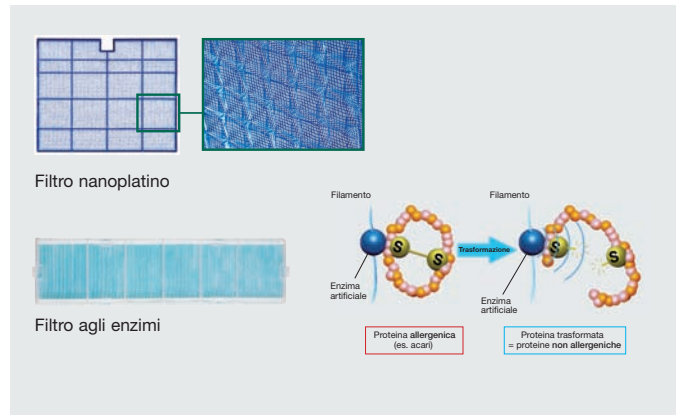 Filtro nanoplatino
Filtro agli enzimi
Filamento
S
S
Enzima
artificiale
Trasformazione
Filamento
S
S
Enzima
artificiale
Proteina allergenica
(es. acari)
Proteina trasformata
= proteine non allergeniche